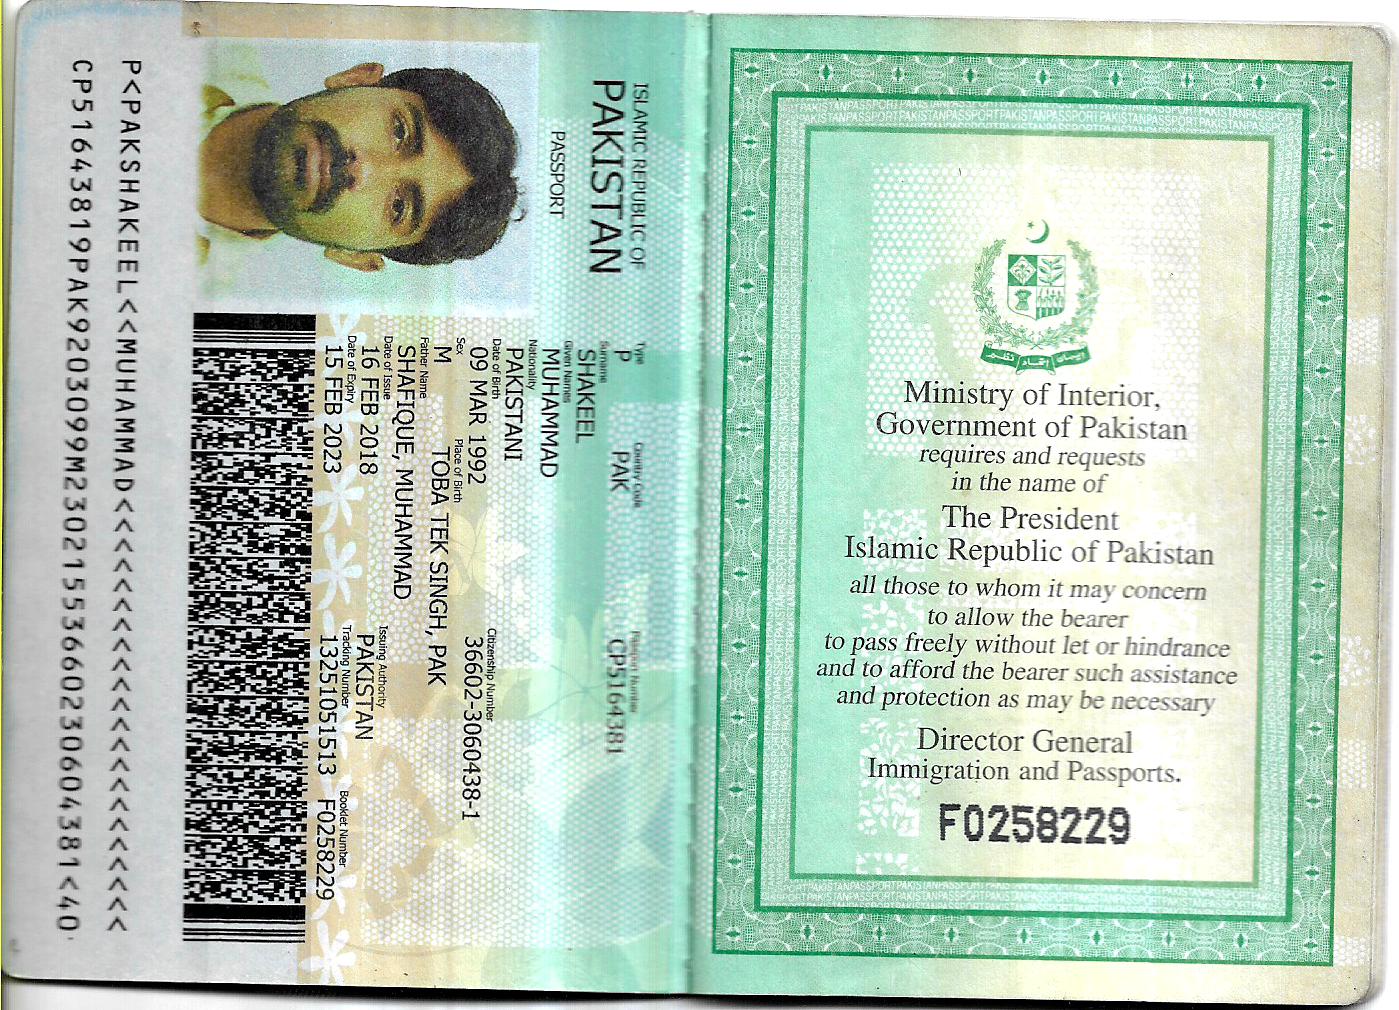 ISLAMIC REPUBLIC OF
PAKISTAN
PASSPORT
Type
Country Code
Passport Number
P
PAK
CP5164381
Surname
SHAKEEL
Given Names
MUHAMMAD
Nationality
PAKISTANI
Date of Birth
Citizenship Number
09 MAR 1992
36602-3060438-1
Sex
Place of Birth
M
TOBA TEK SINGH, PAK
Father Name
SHAFIQUE, MUHAMMAD
Date of Issue
Issuing Authority
16 FEB 2018
PAKISTAN
Date of Expiry
Tracking Number
Booklet Number
15 FEB 2023
13251051513
F0258229
P<PAKSHAKEEL<<MUHAMMAD<<<<<<<<<<<<<<<<<<<<<<
CP51643819PAK9203099M23021553660230604381<40
Ministry of Interior,
Government of Pakistan
requires and requests
in the name of
The President
Islamic Republic of Pakistan
all those to whom it may concern
to allow the bearer
to pass freely without let or hindrance
and to afford the bearer such assistance
and protection as may be necessary
Director General
Immigration and Passports.
F0258229